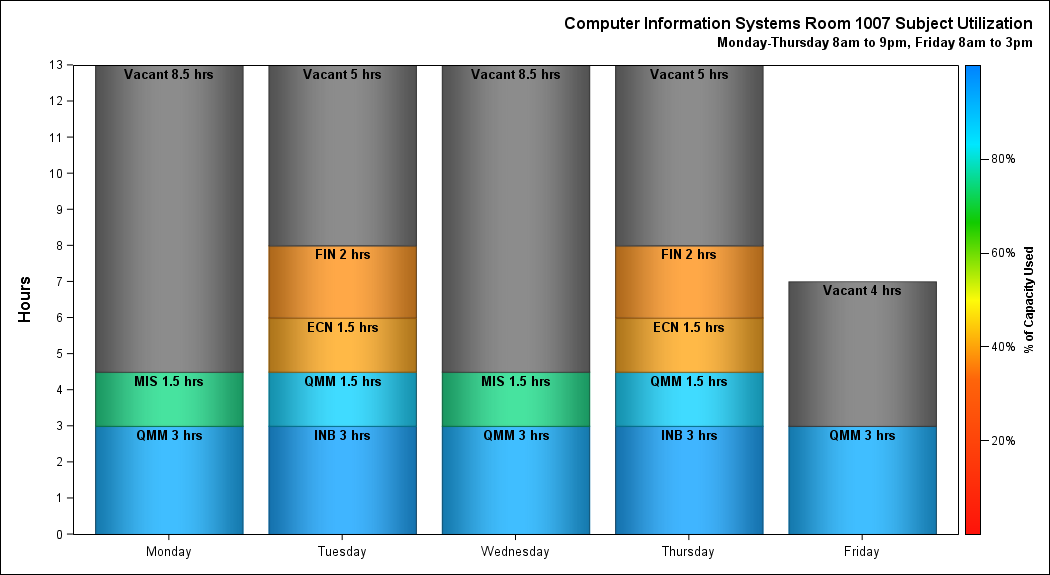 Computer Information Systems Room 1007 Subject Utilization
Monday-Thursday 8am to 9pm, Friday 8am to 3pm
Hours
13
12
11
10
9
8
7
6
5
4
3
2
1
0
Vacant 8.5 hrs
MIS 1.5 hrs
QMM 3 hrs
Monday
Vacant 5 hrs
FIN 2 hrs
ECN 1.5 hrs
QMM 1.5 hrs
INB 3 hrs
Tuesday
Vacant 8.5 hrs
MIS 1.5 hrs
QMM 3 hrs
Wednesday
Vacant 5 hrs
FIN 2 hrs
ECN 1.5 hrs
QMM 1.5 hrs
INB 3 hrs
Thursday
Vacant 4 hrs
QMM 3 hrs
Friday
80%
60%
40%
20%
% of Capacity Used